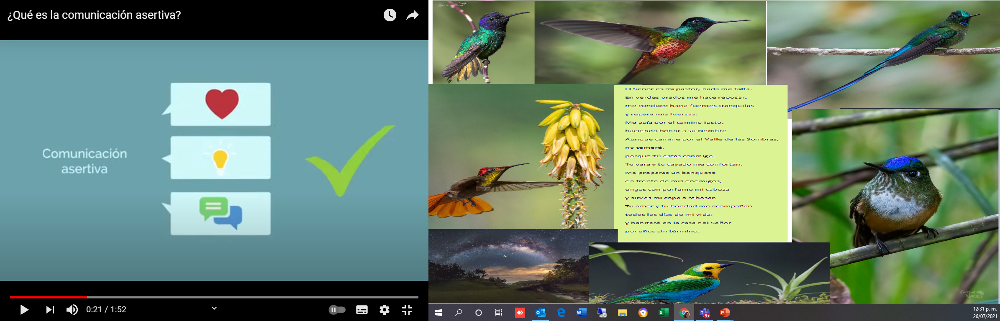 ¿Qué es la comunicación asertiva?
Comunicación
asertiva
0:21 / 1:52
El Señor es mi pastor, nada me falta.
En verdes prados me hace reposar,
me conduce hacia fuentes tranquilas
y repara mis fuerzas.
Me guía por el camino justo,
haciendo honor a su Nombre.
Aunque camine por el Valle de las Sombras,
no temeré,
porque Tú estás conmigo.
Tu vara y tu cayado me confortan.
Me preparas un banquete
en frente de mis enemigos,
unges con perfume mi cabeza
y sirves mi copa a rebosar.
Tu amor y tu bondad me acompañan
todos los días de mi vida;
y habitaré en la casa del Señor
por años sin término.
Enrique
Ascanio
9+
12:31 p. m.
26/07/2021